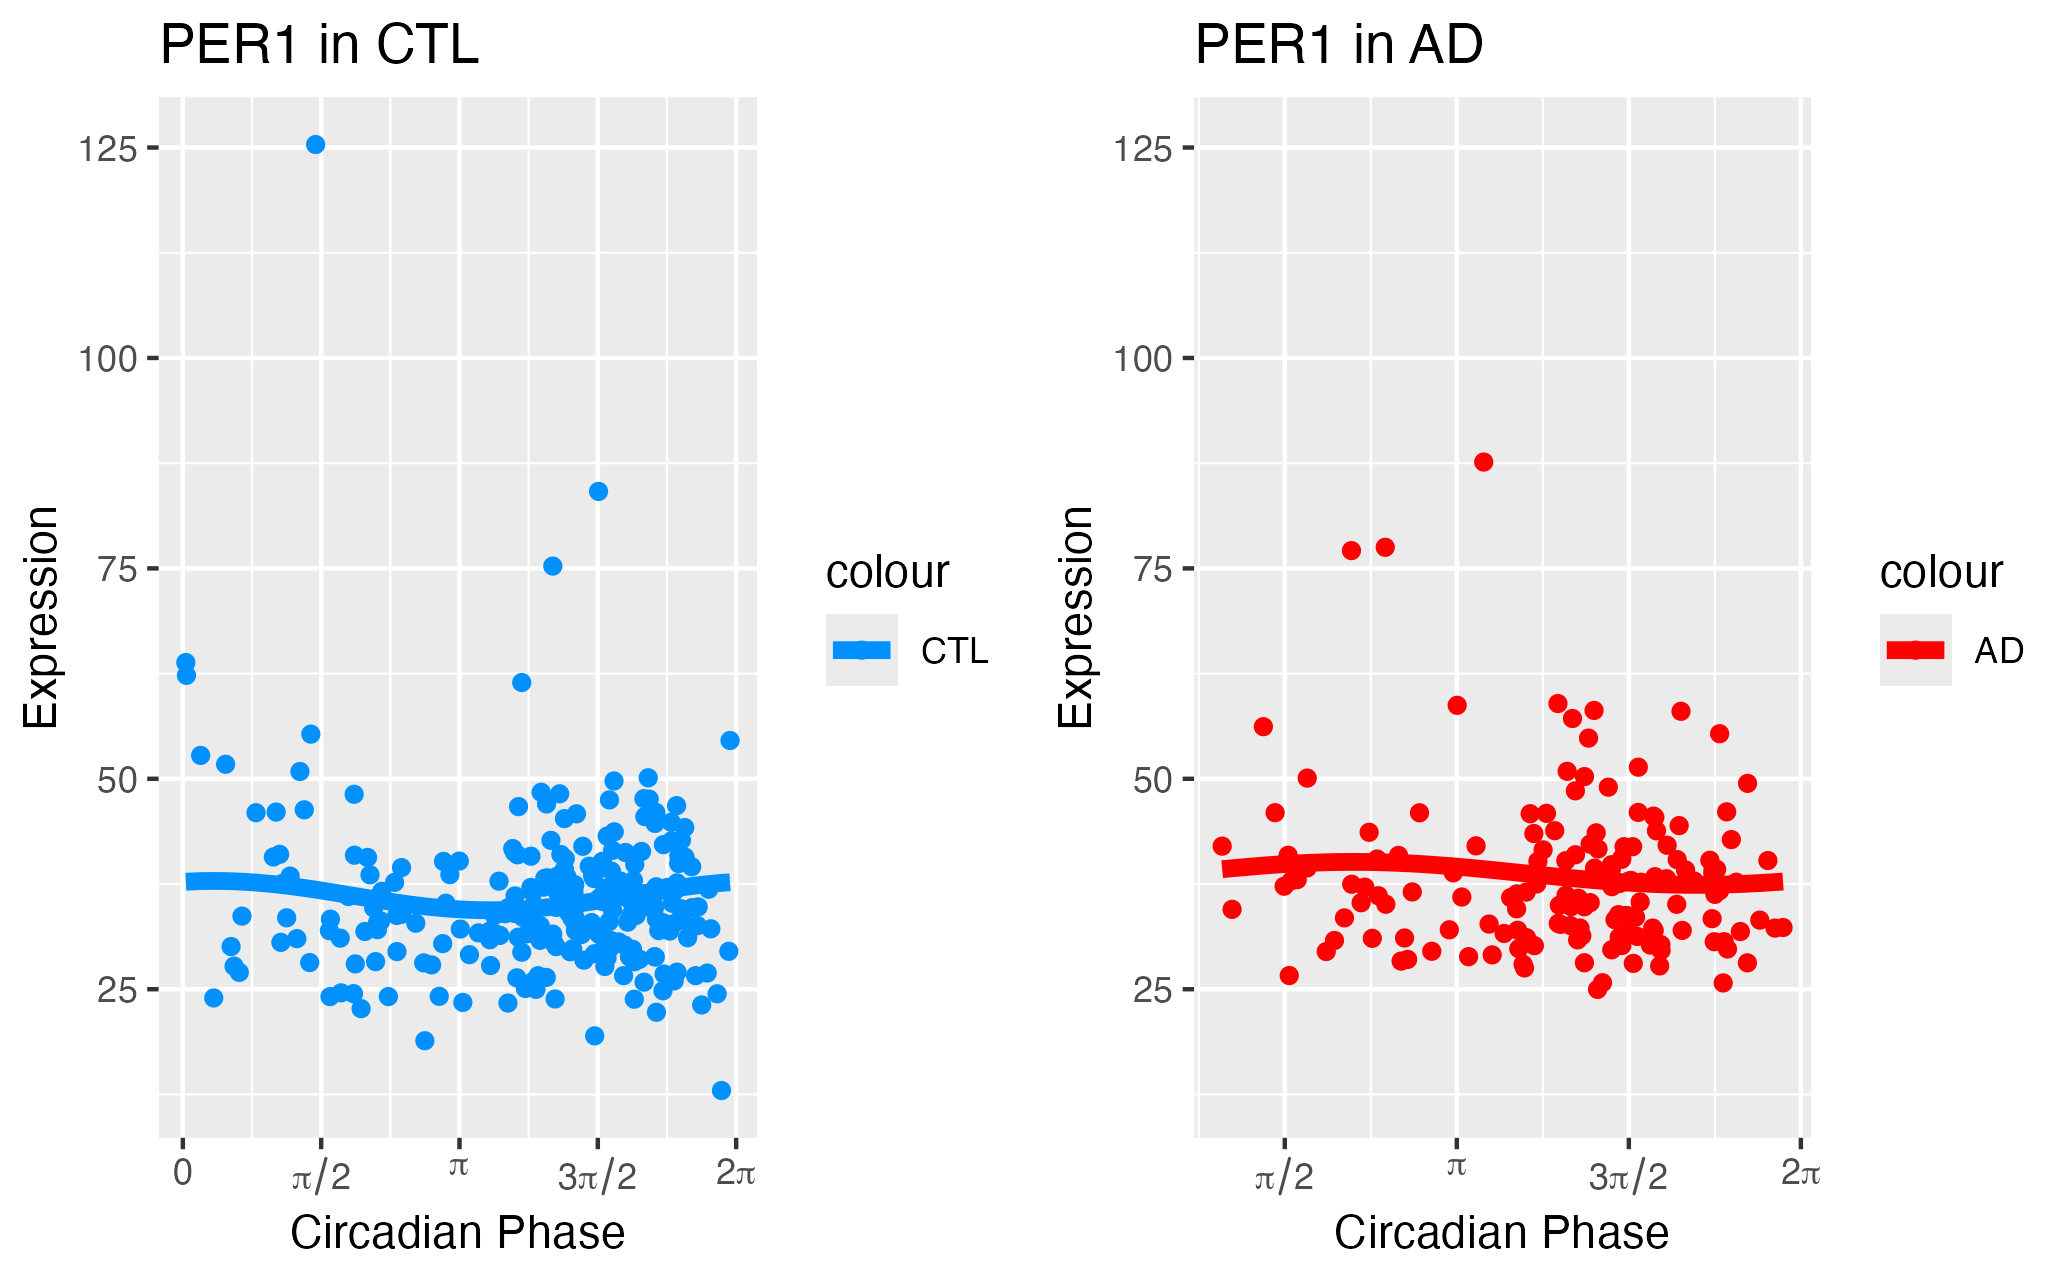 PER1 in CTL
125
100
75
50
25
Expression
0 π/2 π 3π/2 2π
Circadian Phase
colour
CTL
PER1 in AD
125
100
75
50
25
Expression
π/2 π 3π/2 2π
Circadian Phase
colour
AD